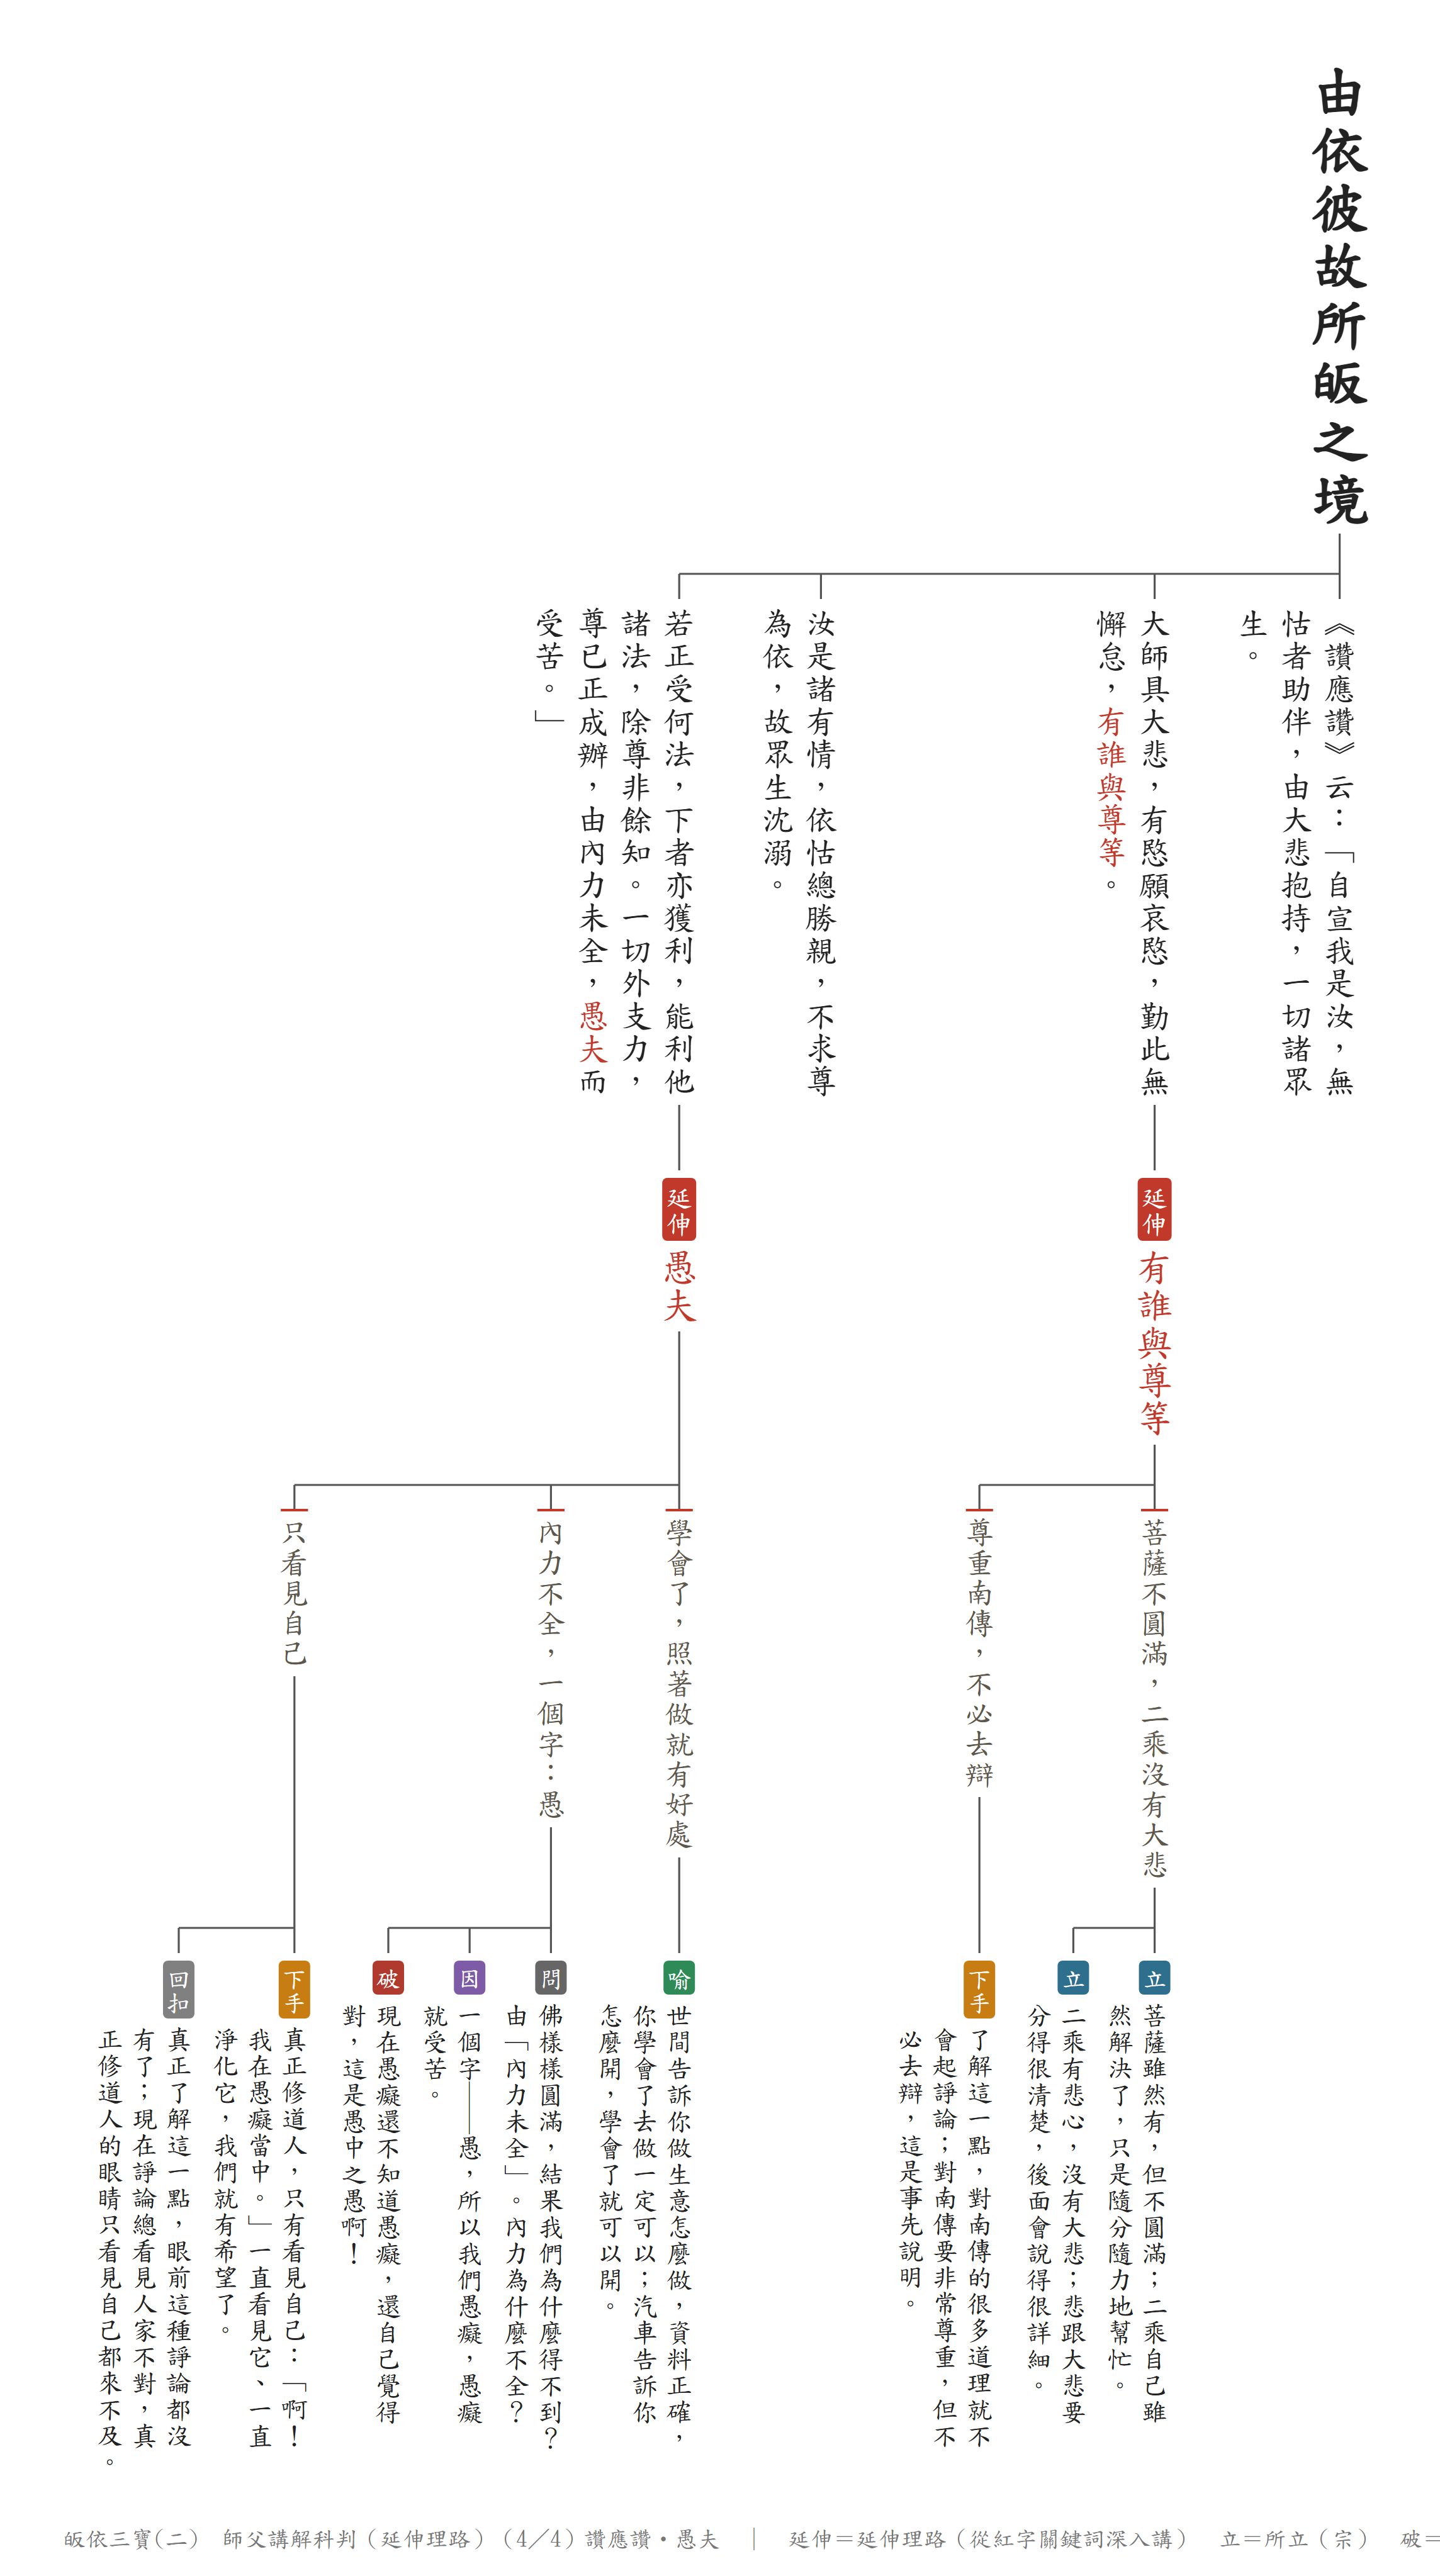 由依彼故所皈之境
《讚應讚》云：「自宣我是汝，無
怙者助伴，由大悲抱持，一切諸眾
生。
大師具大悲，有愍願哀愍，勤此無
懈怠，有誰與尊等。
汝是諸有情，依怙總勝親，不求尊
為依，故眾生沈溺。
若正受何法，下者亦獲利，能利他
諸法，除尊非餘知。一切外支力，
尊已正成辦，由內力未全，愚夫而
受苦。」
延伸
有誰與尊等
菩薩不圓滿，二乘沒有大悲
立
菩薩雖然有，但不圓滿；二乘自己雖
然解決了，只是隨分隨力地幫忙。
立
二乘有悲心，沒有大悲；悲跟大悲要
分得很清楚，後面會說得很詳細。
尊重南傳，不必去辯
下手
了解這一點，對南傳的很多道理就不
會起諍論；對南傳要非常尊重，但不
必去辯，這是事先說明。
延伸
愚夫
學會了，照著做就有好處
喻
世間告訴你做生意怎麼做，資料正確，
你學會了去做一定可以；汽車告訴你
怎麼開，學會了就可以開。
內力不全，一個字：愚
問
佛樣樣圓滿，結果我們為什麼得不到？
由「內力未全」。內力為什麼不全？
因
一個字——愚，所以我們愚癡，愚癡
就受苦。
破
現在愚癡還不知道愚癡，還自己覺得
對，這是愚中之愚啊！
只看見自己
下手
真正修道人，只有看見自己：「啊！
我在愚癡當中。」一直看見它、一直
淨化它，我們就有希望了。
回扣
真正了解這一點，眼前這種諍論都沒
有了；現在諍論總看見人家不對，真
正修道人的眼睛只看見自己都來不及。
皈依三寶(二)　師父講解科判（延伸理路）（4／4）讚應讚・愚夫　｜　延伸＝延伸理路（從紅字關鍵詞深入講）　立＝所立（宗）　破＝